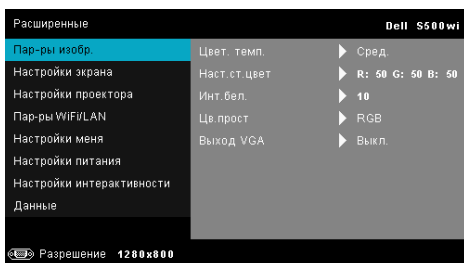 Расширенные Dell S500wi
Пар-ры изобр. Цвет. темп. Сред.
Настройки экрана Наст.ст.цвет R: 50 G: 50 B: 50
Настройки проектора Инт.бел. 10
Пар-ры WiFi/LAN Цв.прост RGB
Настройки меня Выход VGA Выкл.
Настройки питания
Настройки интерактивности
Данные
Разрешение 1280x800